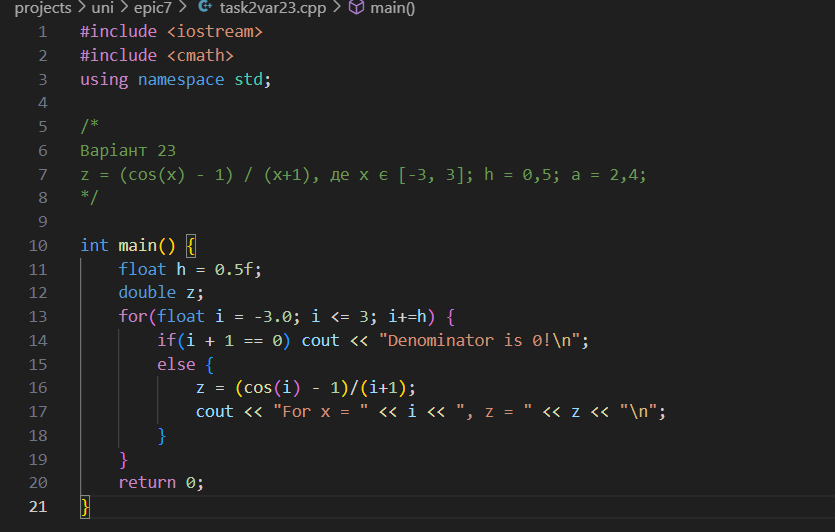 projects > uni > epic7 > task2var23.cpp > main()
1 #include <iostream>
2 #include <cmath>
3 using namespace std;
4
5 /*
6 Варіант 23
7 z = (cos(x) - 1) / (x+1), де x є [-3, 3]; h = 0,5; a = 2,4;
8 */
9
10 int main() {
11     float h = 0.5f;
12     double z;
13     for(float i = -3.0; i <= 3; i+=h) {
14         if(i + 1 == 0) cout << "Denominator is 0!\n";
15         else {
16             z = (cos(i) - 1)/(i+1);
17             cout << "For x = " << i << ", z = " << z << "\n";
18         }
19     }
20     return 0;
21 }